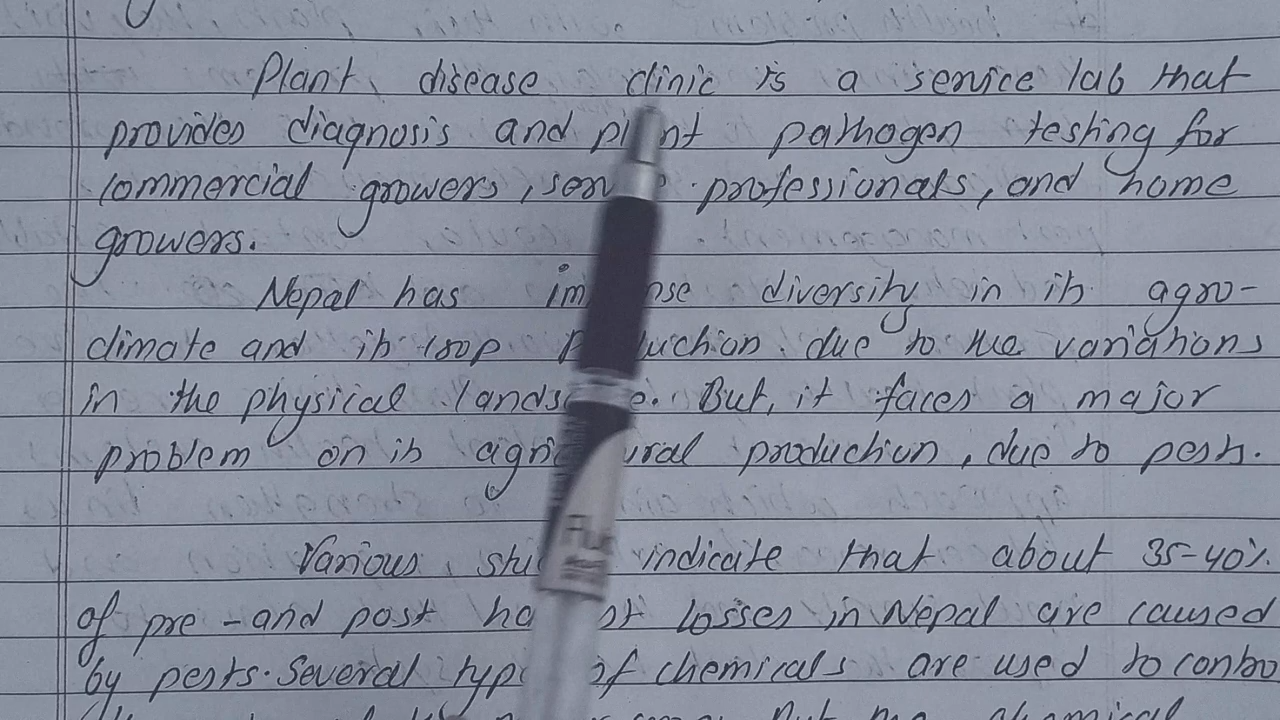 Plant disease clinic is a service lab that
provides diagnosis and pl nt pathogen testing for
commercial growers, professionals, and home
growers.
Nepal has diversity in its agro-
climate and its crop due to the variations
in the physical But, it faces a major
problem on its production, due to pests.
Various indicate that about 35-40%
of pre-and post losses in Nepal are caused
by pests. Several of chemicals are used to